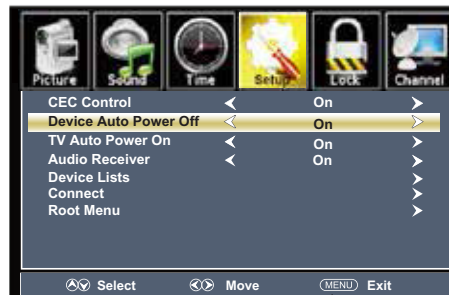 Picture Sound Time Setup Lock Channel
CEC Control On
Device Auto Power Off On
TV Auto Power On On
Audio Receiver On
Device Lists
Connect
Root Menu
Select Move MENU Exit